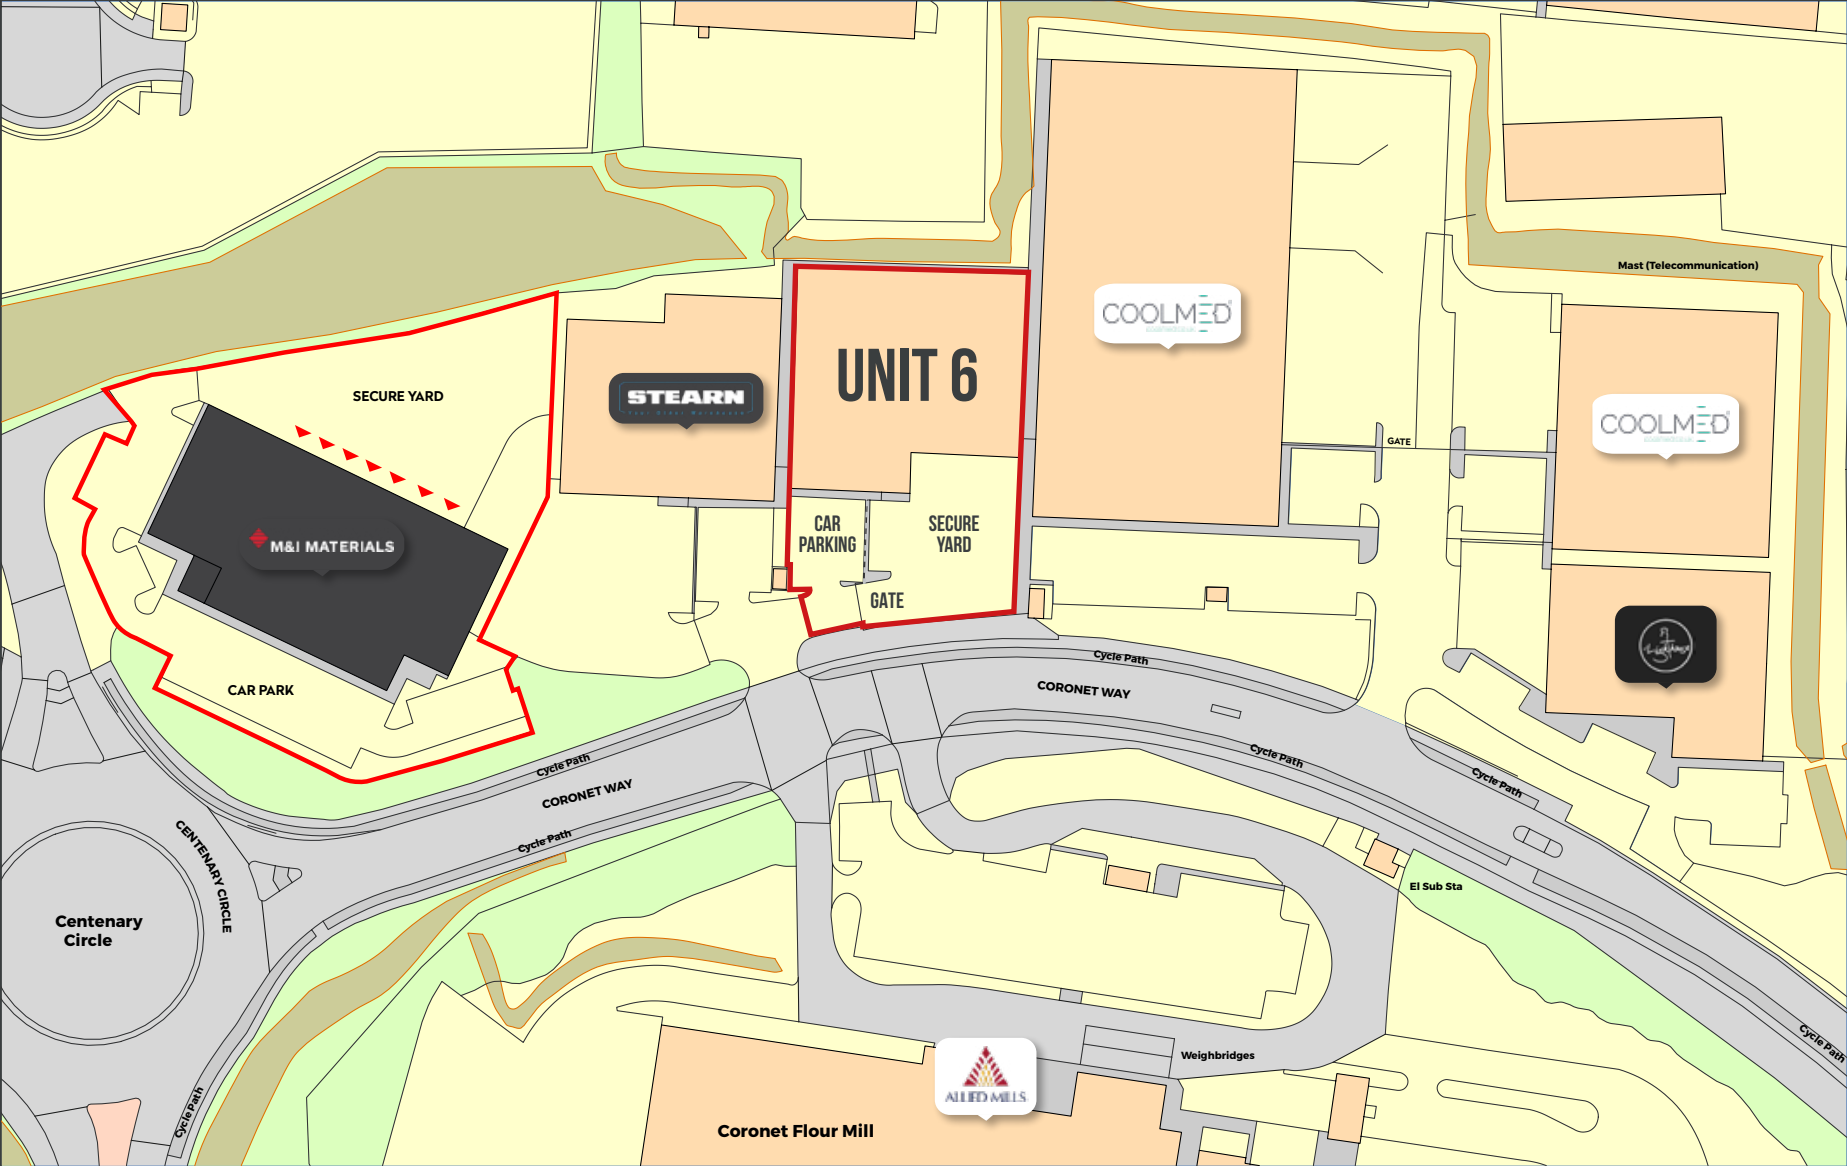 Mast (Telecommunication)
COOLMED
UNIT 6
SECURE YARD
STEARN
COOLMED
GATE
CAR
PARKING
SECURE
YARD
M&I MATERIALS
GATE
Cycle Path
CORONET WAY
CAR PARK
Cycle Path
Cycle Path
CORONET WAY
Cycle Path
Cycle Path
CENTENARY CIRCLE
El Sub Sta
Centenary
Circle
Cycle Path
Weighbridges
ALLIED MILLS
Cycle Path
Coronet Flour Mill